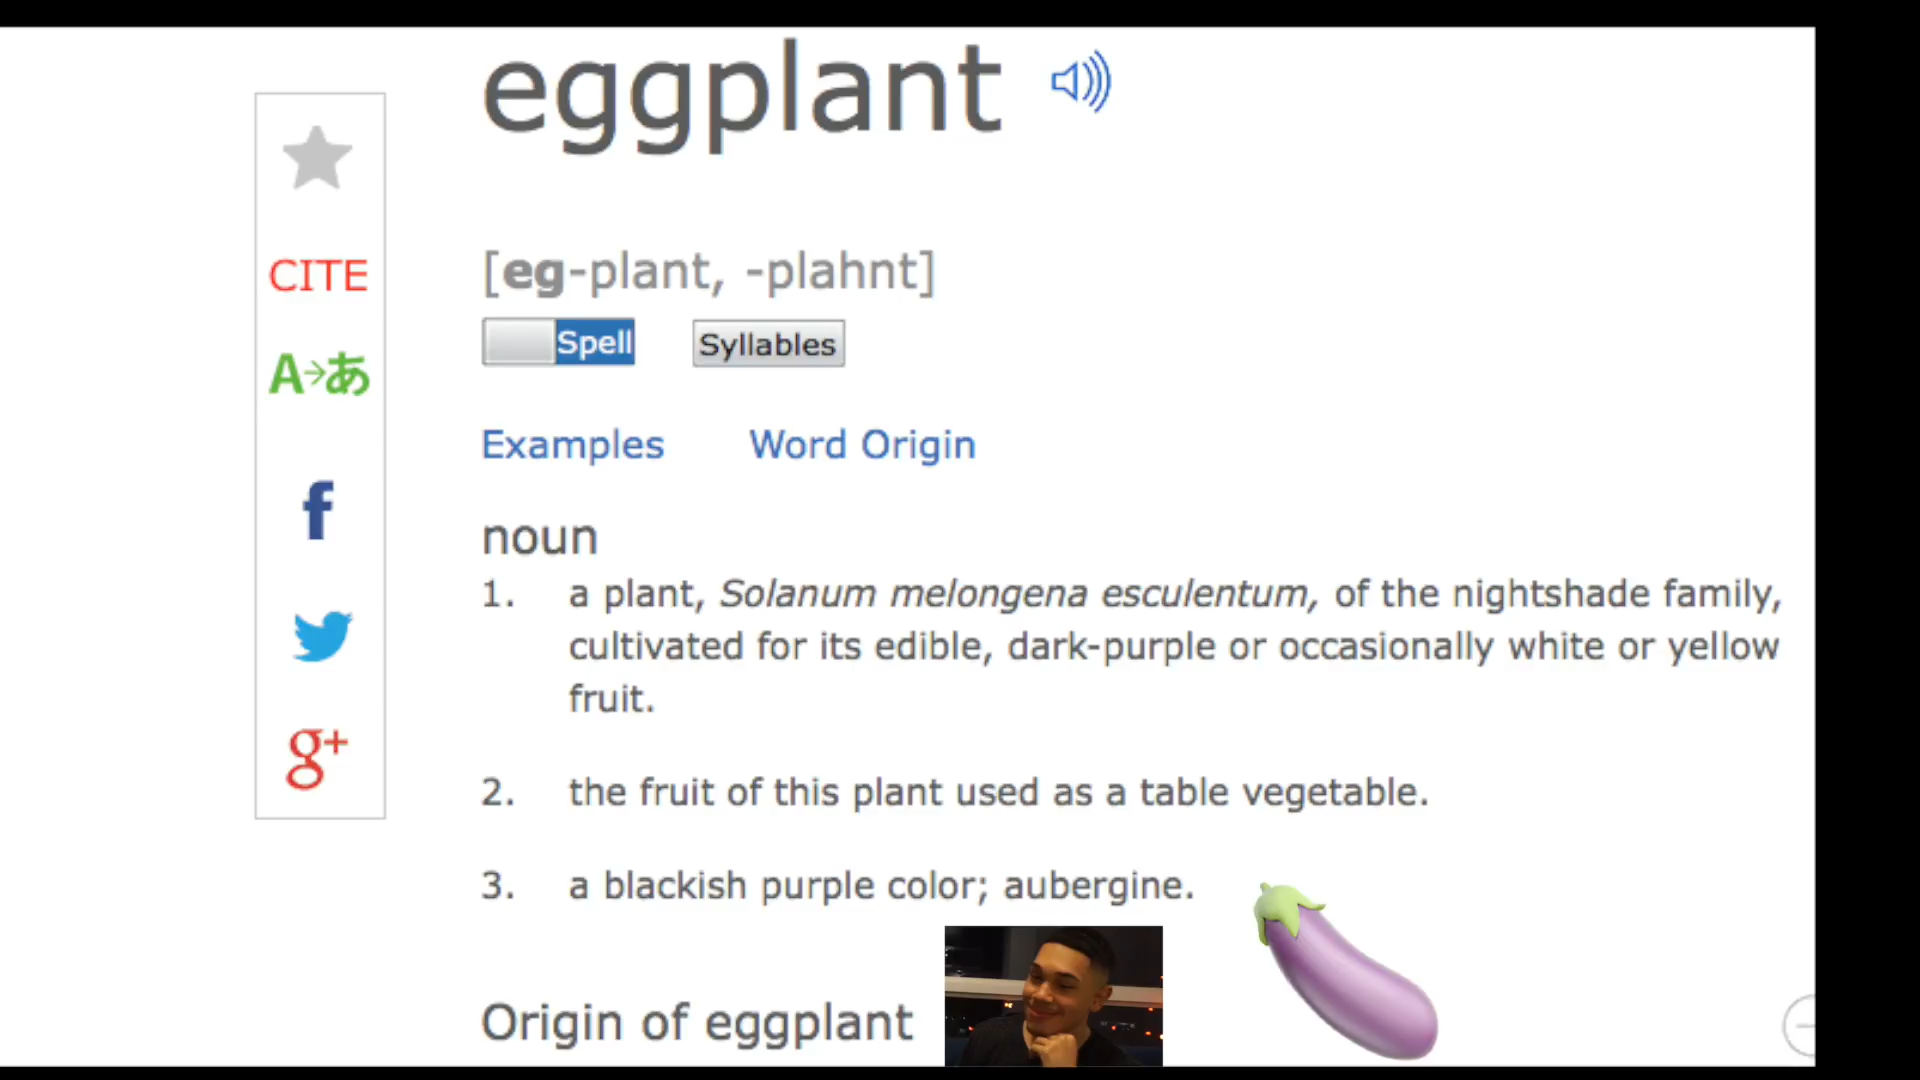 eggplant
CITE
A→あ
f
g+
[eg-plant, -plahnt]
Spell
Syllables
Examples
Word Origin
noun
1. a plant, Solanum melongena esculentum, of the nightshade family,
cultivated for its edible, dark-purple or occasionally white or yellow
fruit.
2. the fruit of this plant used as a table vegetable.
3. a blackish purple color; aubergine.
Origin of eggplant